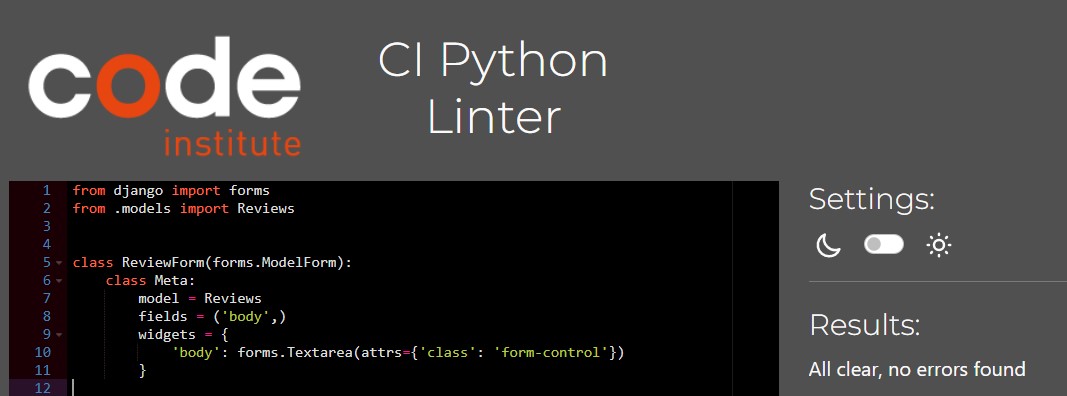 code
institute
CI Python
Linter
1 from django import forms
2 from .models import Reviews
3
4
5 class ReviewForm(forms.ModelForm):
6     class Meta:
7         model = Reviews
8         fields = ('body',)
9         widgets = {
10             'body': forms.Textarea(attrs={'class': 'form-control'})
11         }
12
Settings:
Results:
All clear, no errors found